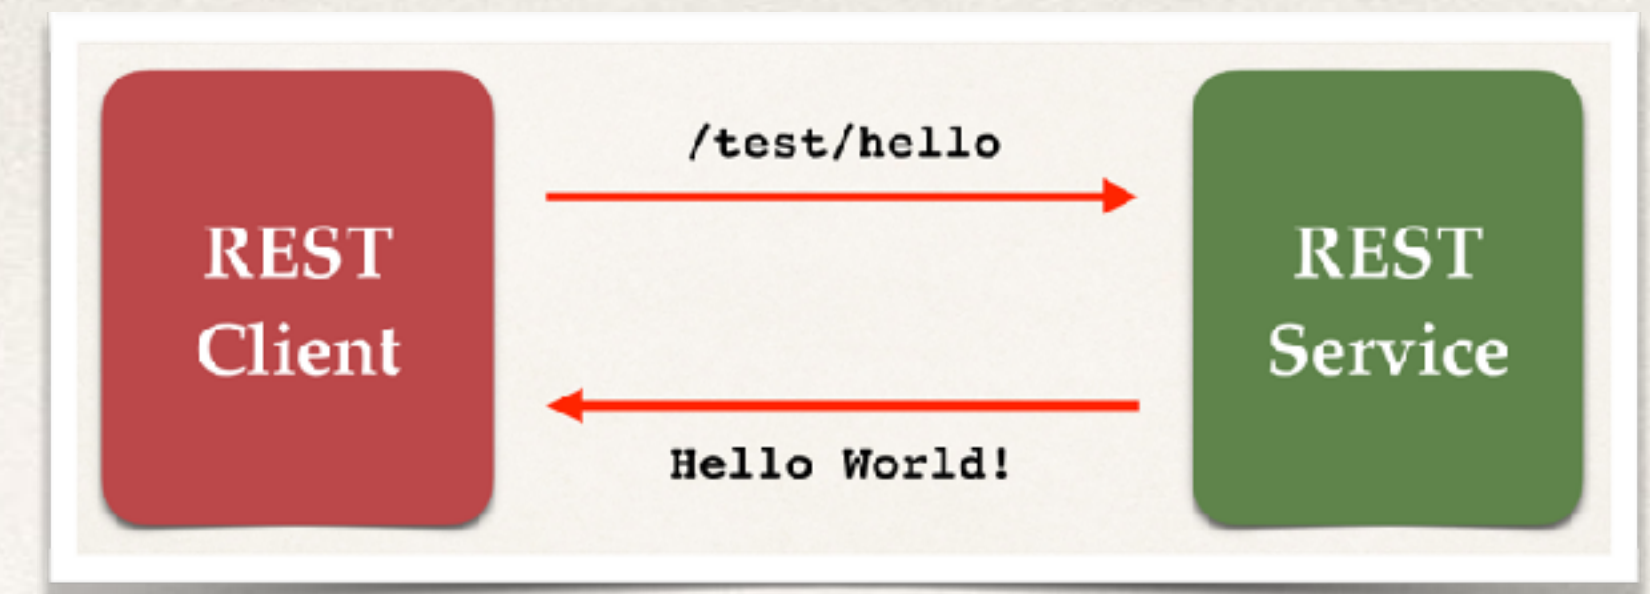 REST
Client
/test/hello
Hello World!
REST
Service